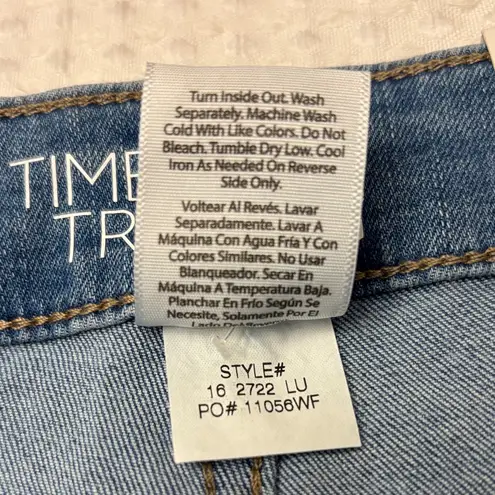 TIME
TR
Turn Inside Out. Wash
Separately. Machine Wash
Cold With Like Colors. Do Not
Bleach. Tumble Dry Low. Cool
Iron As Needed On Reverse
Side Only.
Voltear Al Revés. Lavar
Separadamente. Lavar A
Máquina Con Agua Fría Y Con
Colores Similares. No Usar
Blanqueador. Secar En
Máquina A Temperatura Baja.
Planchar En Frío Según Se
Necesite, Solamente Por El
Lado Del
STYLE#
16 2722 LU
PO# 11056WF